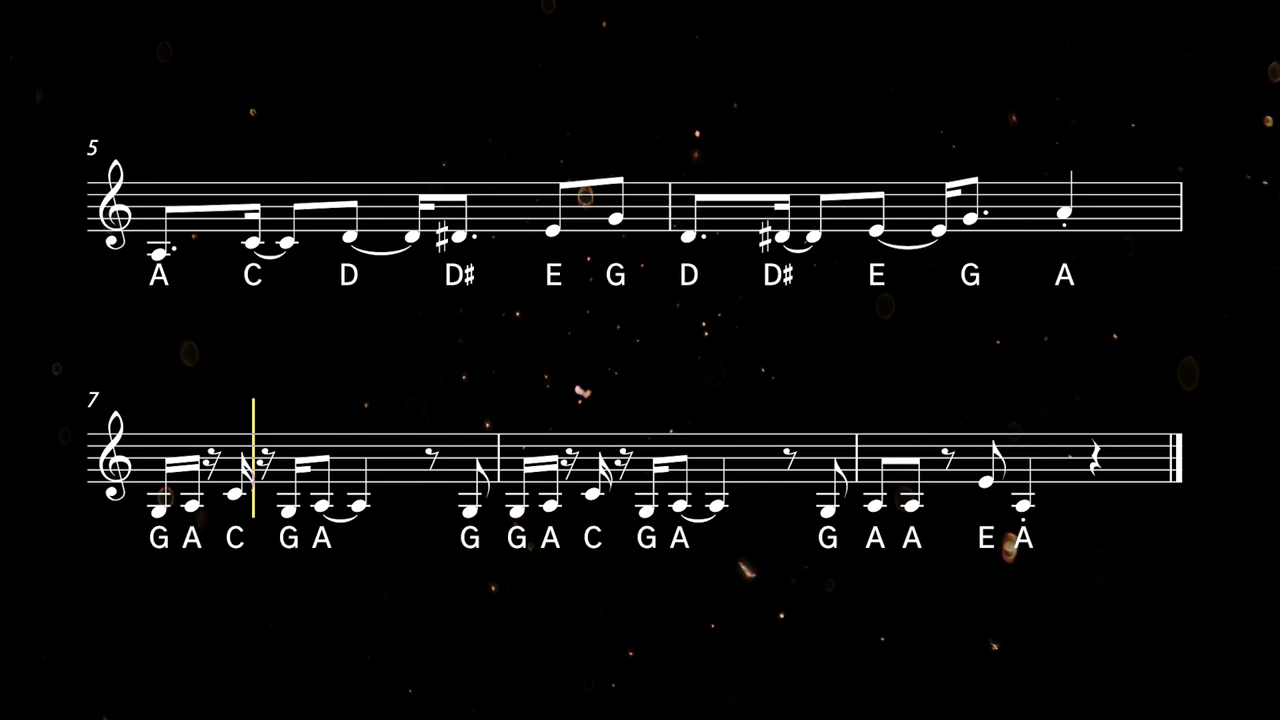 5
A C D D♯ E G D D♯ E G A
7
G A C G A G G A C G A G A A E A